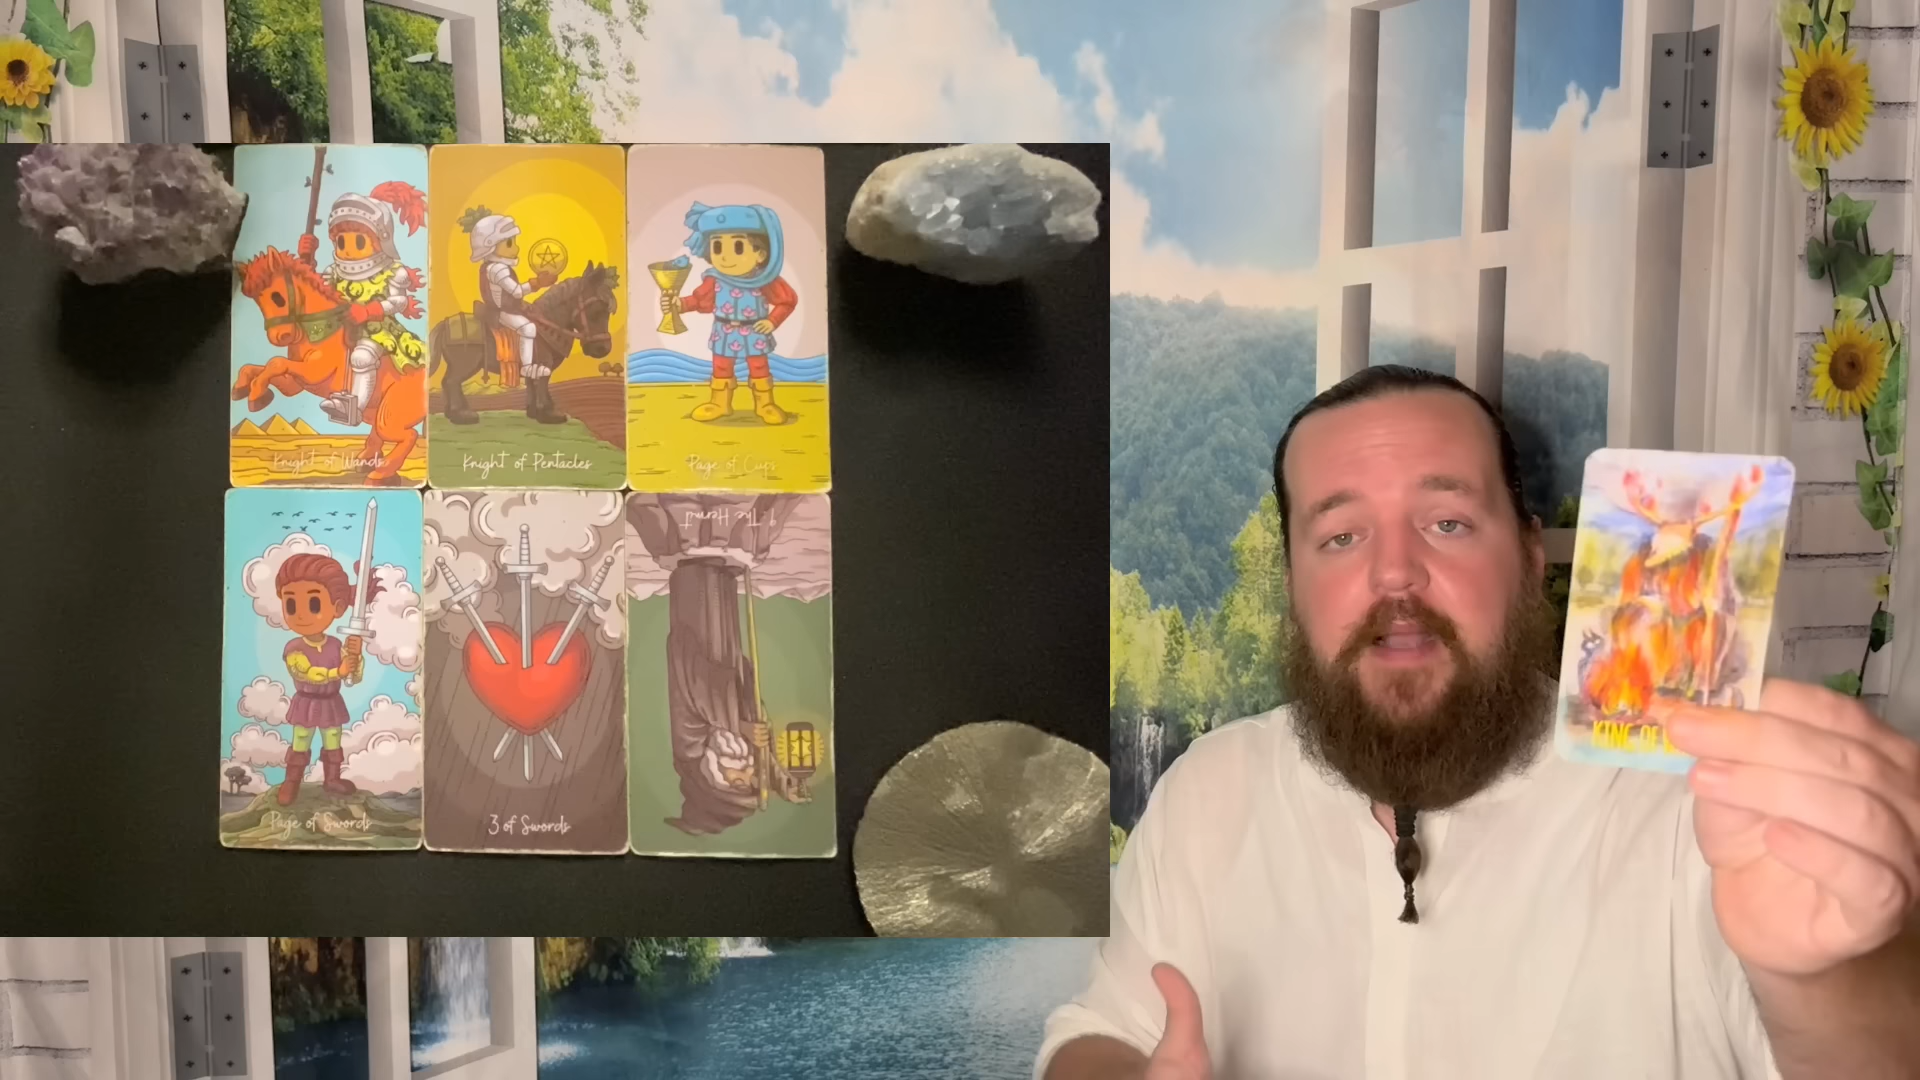 Knight of Wands
Knight of Pentacles
Page of Cups
Page of Swords
3 of Swords
9. The Hermit
KING OF